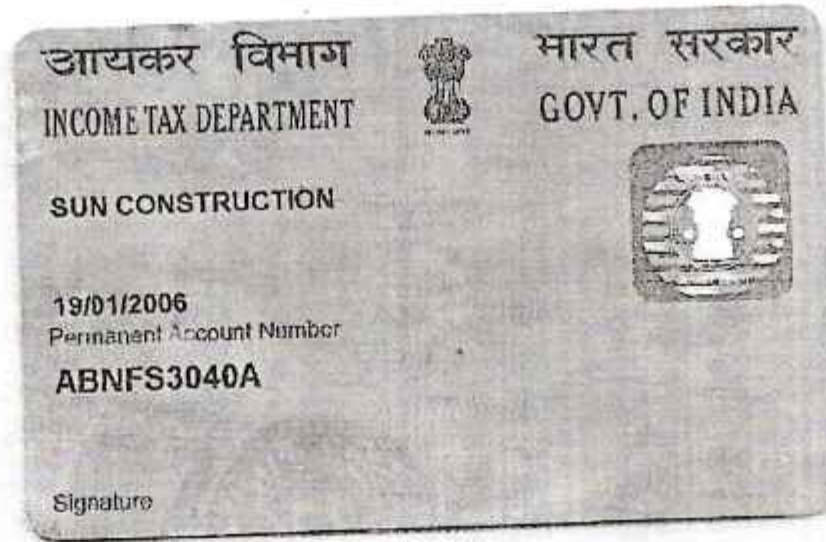 आयकर विभाग
INCOME TAX DEPARTMENT
भारत सरकार
GOVT. OF INDIA
SUN CONSTRUCTION
19/01/2006
Permanent Account Number
ABNFS3040A
Signature